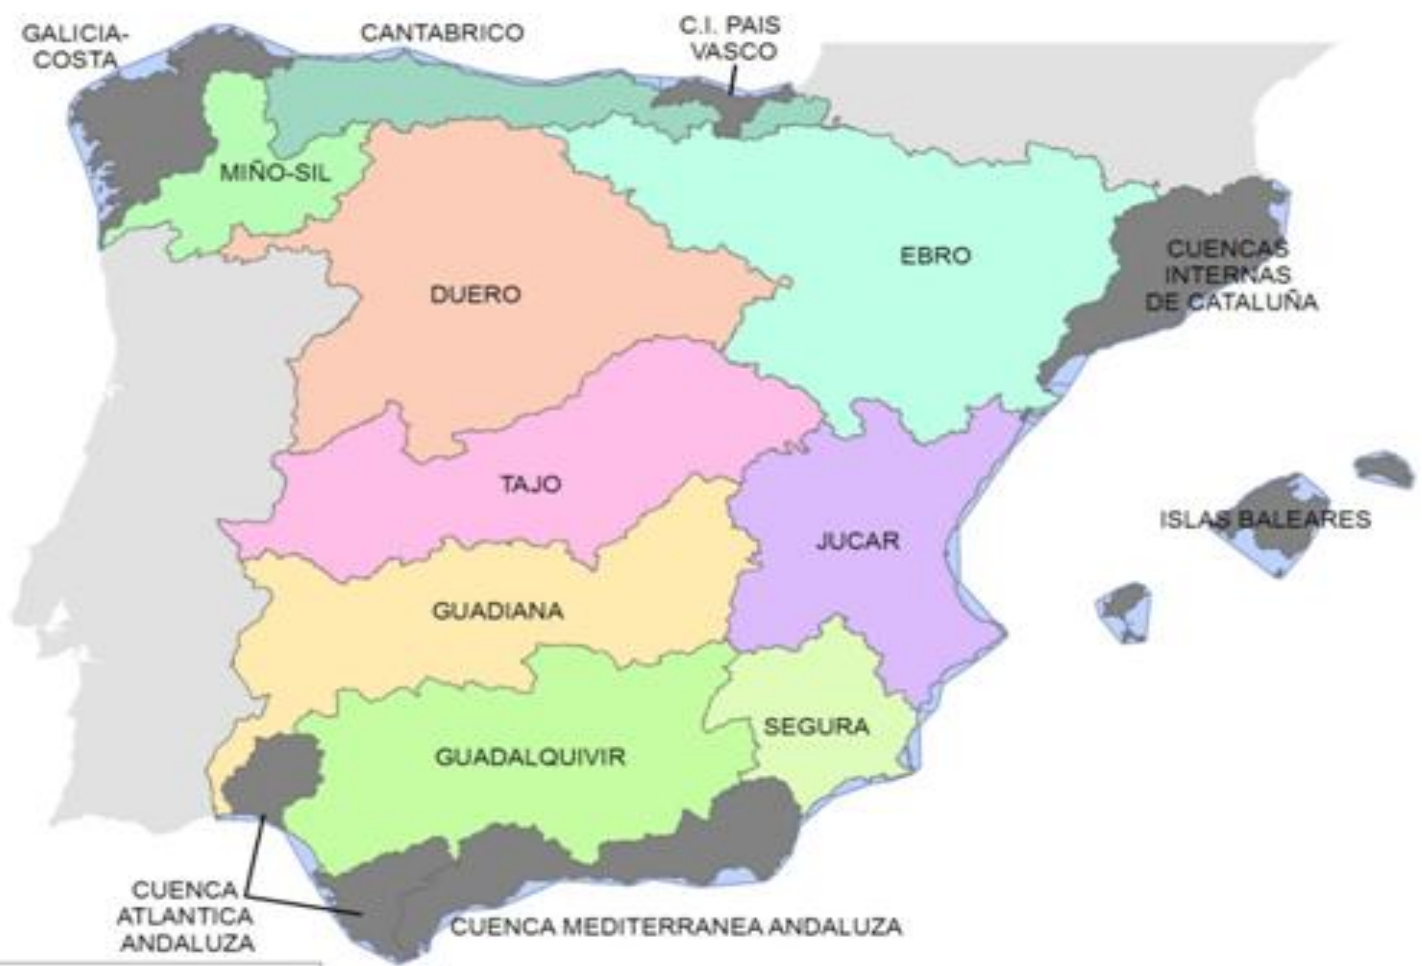 GALICIA-
COSTA
CANTABRICO
C.I. PAIS
VASCO
MIÑO-SIL
DUERO
EBRO
CUENCAS
INTERNAS
DE CATALUÑA
TAJO
JUCAR
ISLAS BALEARES
GUADIANA
GUADALQUIVIR
SEGURA
CUENCA
ATLANTICA
ANDALUZA
CUENCA MEDITERRANEA ANDALUZA